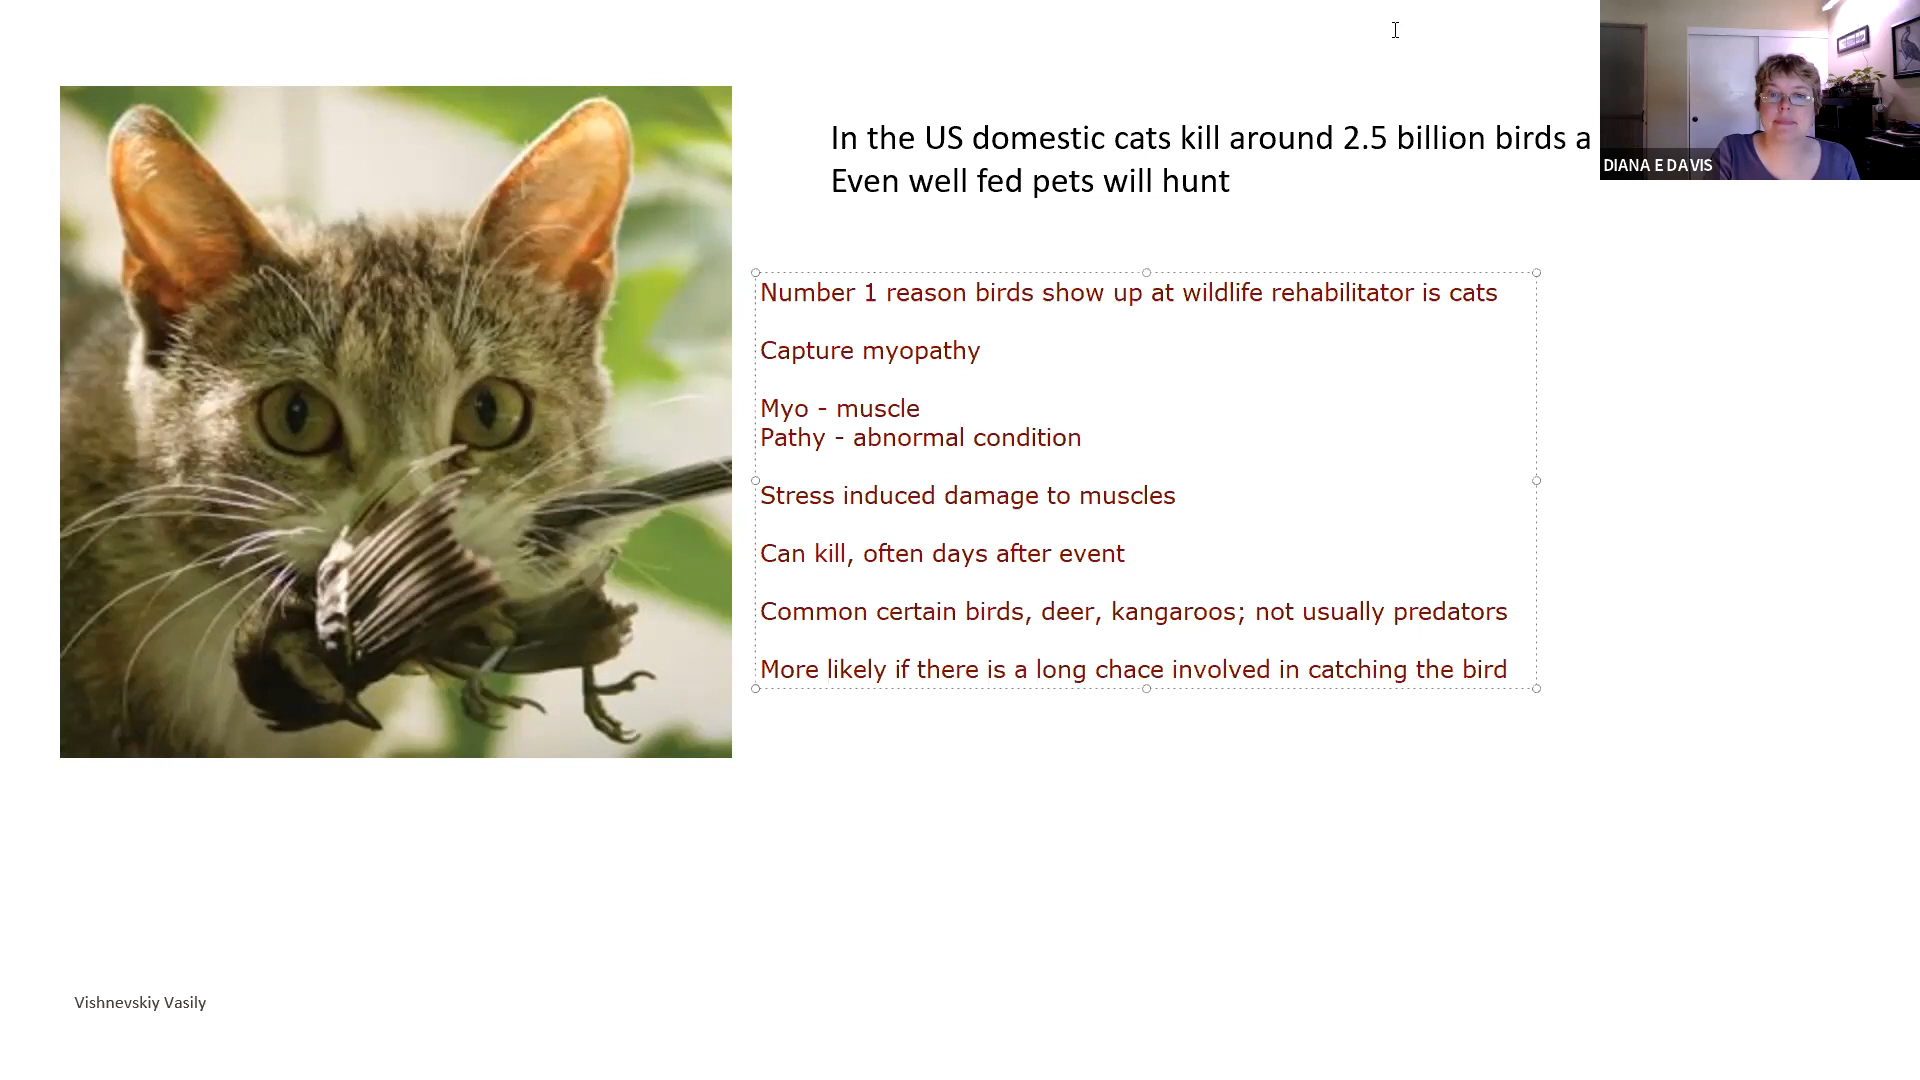 In the US domestic cats kill around 2.5 billion birds a
Even well fed pets will hunt
DIANA E DAVIS
Number 1 reason birds show up at wildlife rehabilitator is cats
Capture myopathy
Myo - muscle
Pathy - abnormal condition
Stress induced damage to muscles
Can kill, often days after event
Common certain birds, deer, kangaroos; not usually predators
More likely if there is a long chace involved in catching the bird
Vishnevskiy Vasily